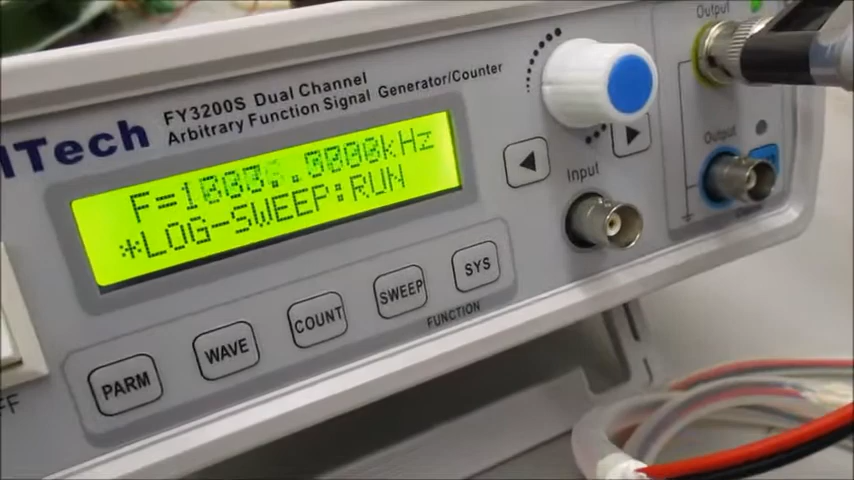 FY3200S Dual Channel
Arbitrary/Function Signal Generator/Counter
lTech
*LOG-SWEEP:RUN
Output
Output
Input
PARM
WAVE
COUNT
SWEEP
SYS
FUNCTION